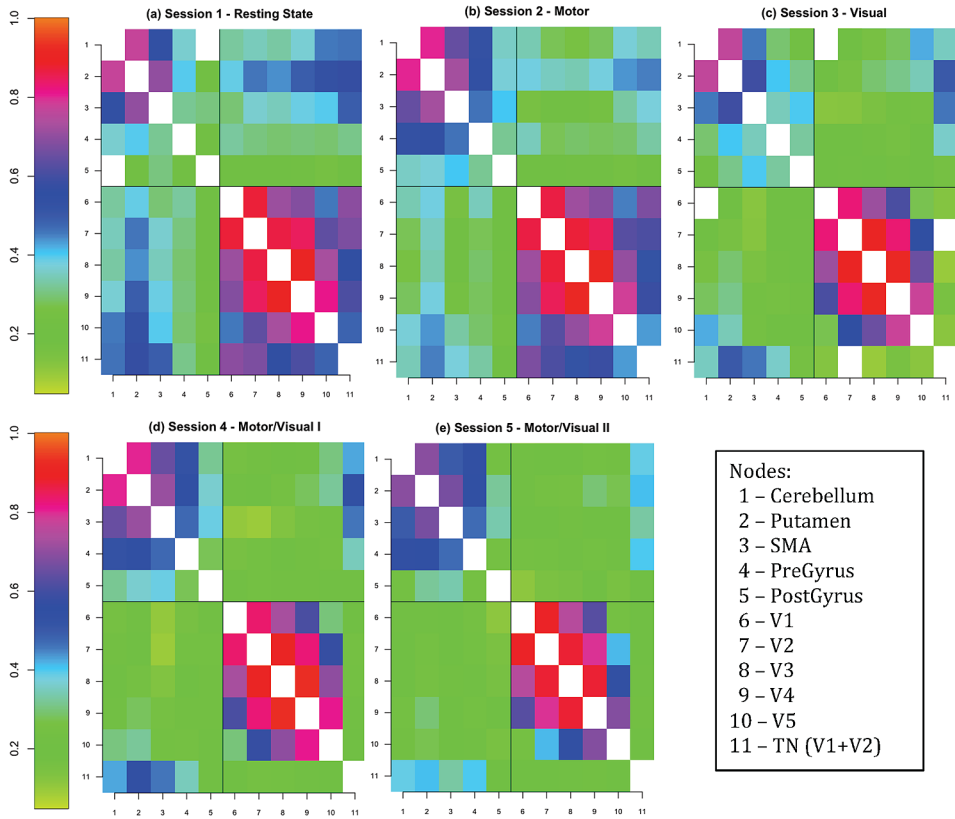 (a) Session 1 - Resting State
(b) Session 2 - Motor
(c) Session 3 - Visual
1.0
0.8
0.6
0.4
0.2
1
2
3
4
5
6
7
8
9
10
11
1 2 3 4 5 6 7 8 9 10 11
1
2
3
4
5
6
7
8
9
10
11
1 2 3 4 5 6 7 8 9 10 11
1
2
3
4
5
6
7
8
9
10
11
1 2 3 4 5 6 7 8 9 10 11
(d) Session 4 - Motor/Visual I
(e) Session 5 - Motor/Visual II
1.0
0.8
0.6
0.4
0.2
1
2
3
4
5
6
7
8
9
10
11
1 2 3 4 5 6 7 8 9 10 11
1
2
3
4
5
6
7
8
9
10
11
1 2 3 4 5 6 7 8 9 10 11
Nodes:
1 – Cerebellum
2 – Putamen
3 – SMA
4 – PreGyrus
5 – PostGyrus
6 – V1
7 – V2
8 – V3
9 – V4
10 – V5
11 – TN (V1+V2)